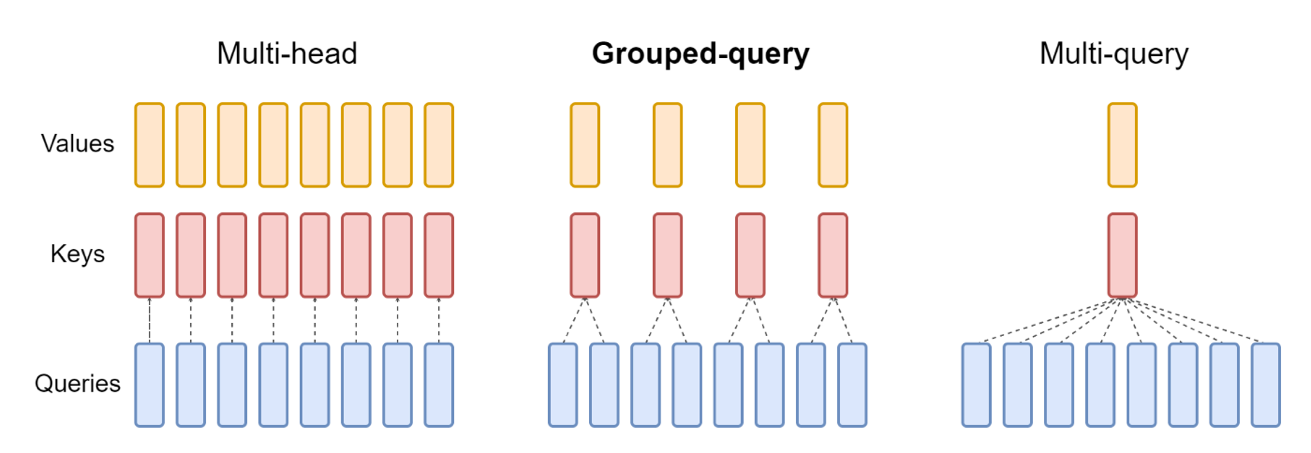 Multi-head
Grouped-query
Multi-query
Values
Keys
Queries